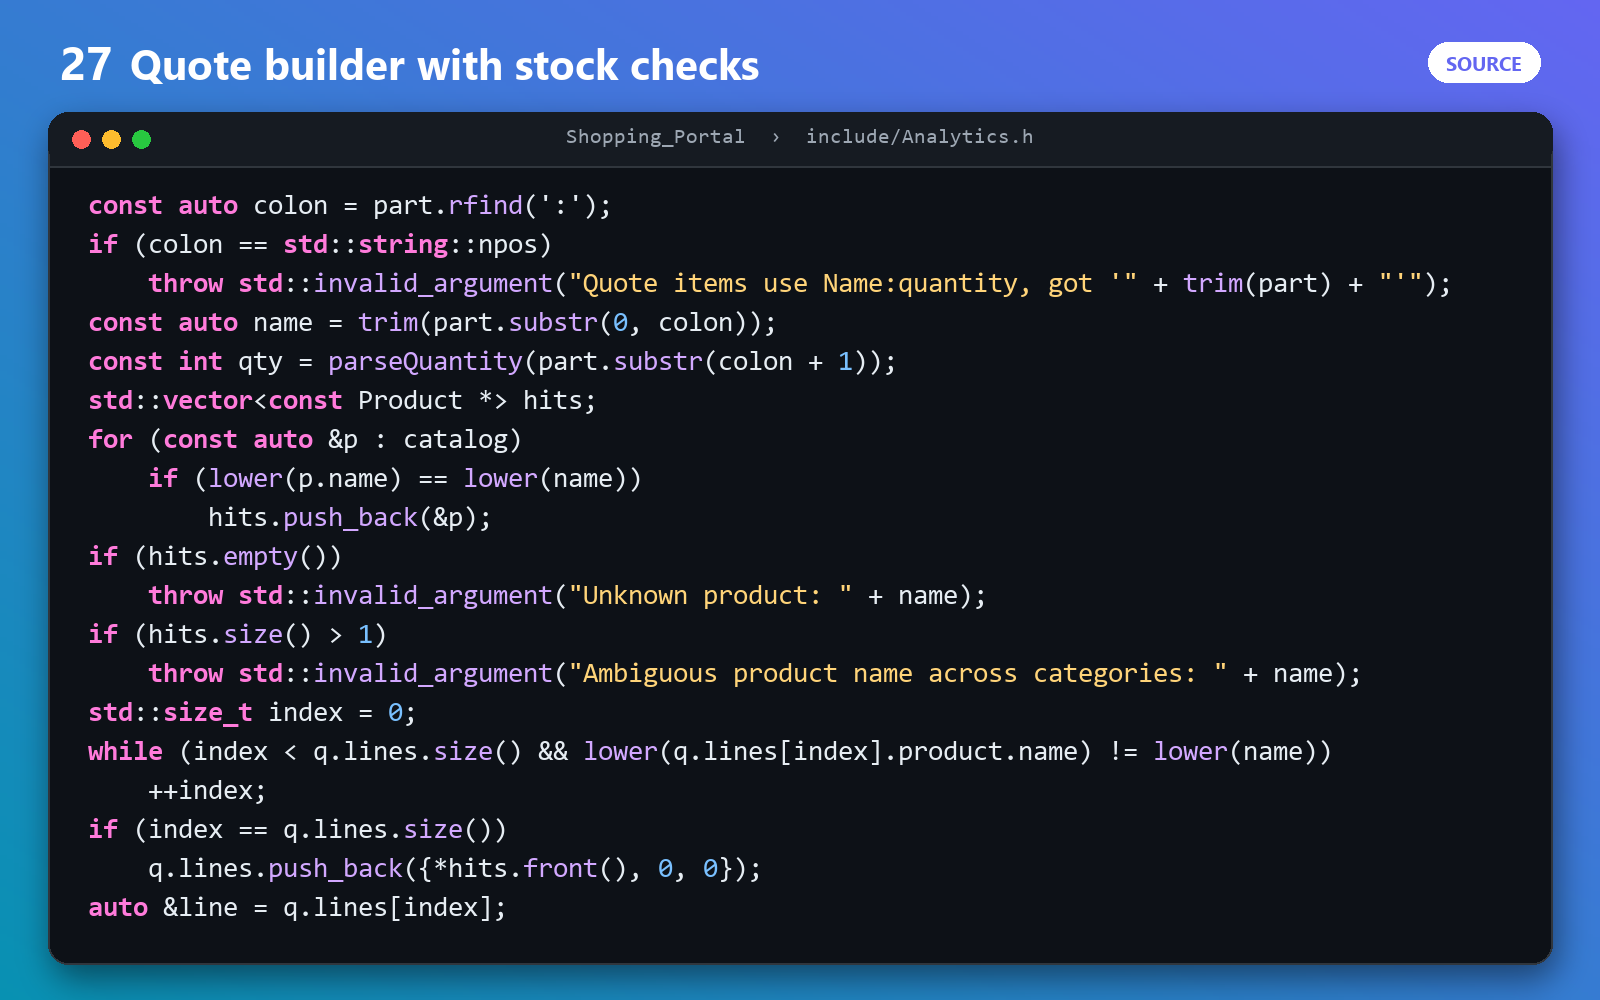 27 Quote builder with stock checks
SOURCE
Shopping_Portal › include/Analytics.h
const auto colon = part.rfind(':');
if (colon == std::string::npos)
    throw std::invalid_argument("Quote items use Name:quantity, got '" + trim(part) + "'");
const auto name = trim(part.substr(0, colon));
const int qty = parseQuantity(part.substr(colon + 1));
std::vector<const Product *> hits;
for (const auto &p : catalog)
    if (lower(p.name) == lower(name))
        hits.push_back(&p);
if (hits.empty())
    throw std::invalid_argument("Unknown product: " + name);
if (hits.size() > 1)
    throw std::invalid_argument("Ambiguous product name across categories: " + name);
std::size_t index = 0;
while (index < q.lines.size() && lower(q.lines[index].product.name) != lower(name))
    ++index;
if (index == q.lines.size())
    q.lines.push_back({*hits.front(), 0, 0});
auto &line = q.lines[index];